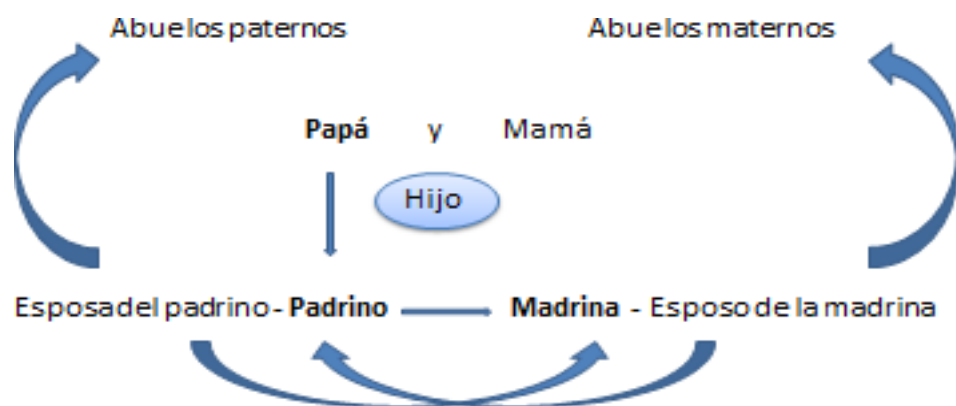 Abuelos paternos Abuelos maternos
Papá y Mamá
Hijo
Esposa del padrino - Padrino Madrina - Esposo de la madrina